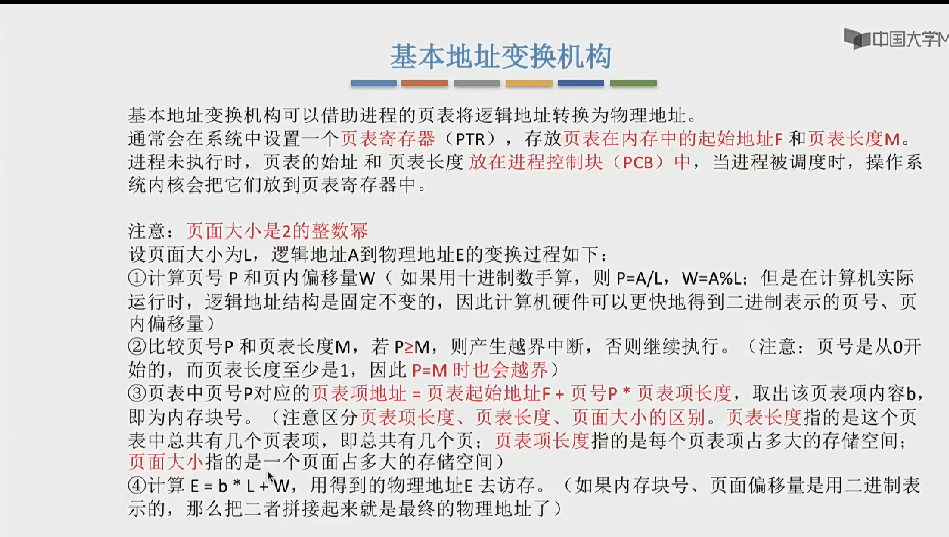 中国大学M
基本地址变换机构
基本地址变换机构可以借助进程的页表将逻辑地址转换为物理地址。
通常会在系统中设置一个页表寄存器（PTR），存放页表在内存中的起始地址F 和页表长度M。
进程未执行时，页表的始址 和 页表长度 放在进程控制块（PCB）中，当进程被调度时，操作系
统内核会把它们放到页表寄存器中。
注意：页面大小是2的整数幂
设页面大小为L，逻辑地址A到物理地址E的变换过程如下：
①计算页号 P 和页内偏移量W（ 如果用十进制数手算，则 P=A/L，W=A%L；但是在计算机实际
运行时，逻辑地址结构是固定不变的，因此计算机硬件可以更快地得到二进制表示的页号、页
内偏移量）
②比较页号P 和页表长度M，若 P≥M，则产生越界中断，否则继续执行。（注意：页号是从0开
始的，而页表长度至少是1，因此 P=M 时也会越界）
③页表中页号P对应的页表项地址 = 页表起始地址F + 页号P * 页表项长度，取出该页表项内容b，
即为内存块号。（注意区分页表项长度、页表长度、页面大小的区别。页表长度指的是这个页
表中总共有几个页表项，即总共有几个页；页表项长度指的是每个页表项占多大的存储空间；
页面大小指的是一个页面占多大的存储空间）
④计算 E = b * L + W，用得到的物理地址E 去访存。（如果内存块号、页面偏移量是用二进制表
示的，那么把二者拼接起来就是最终的物理地址了）